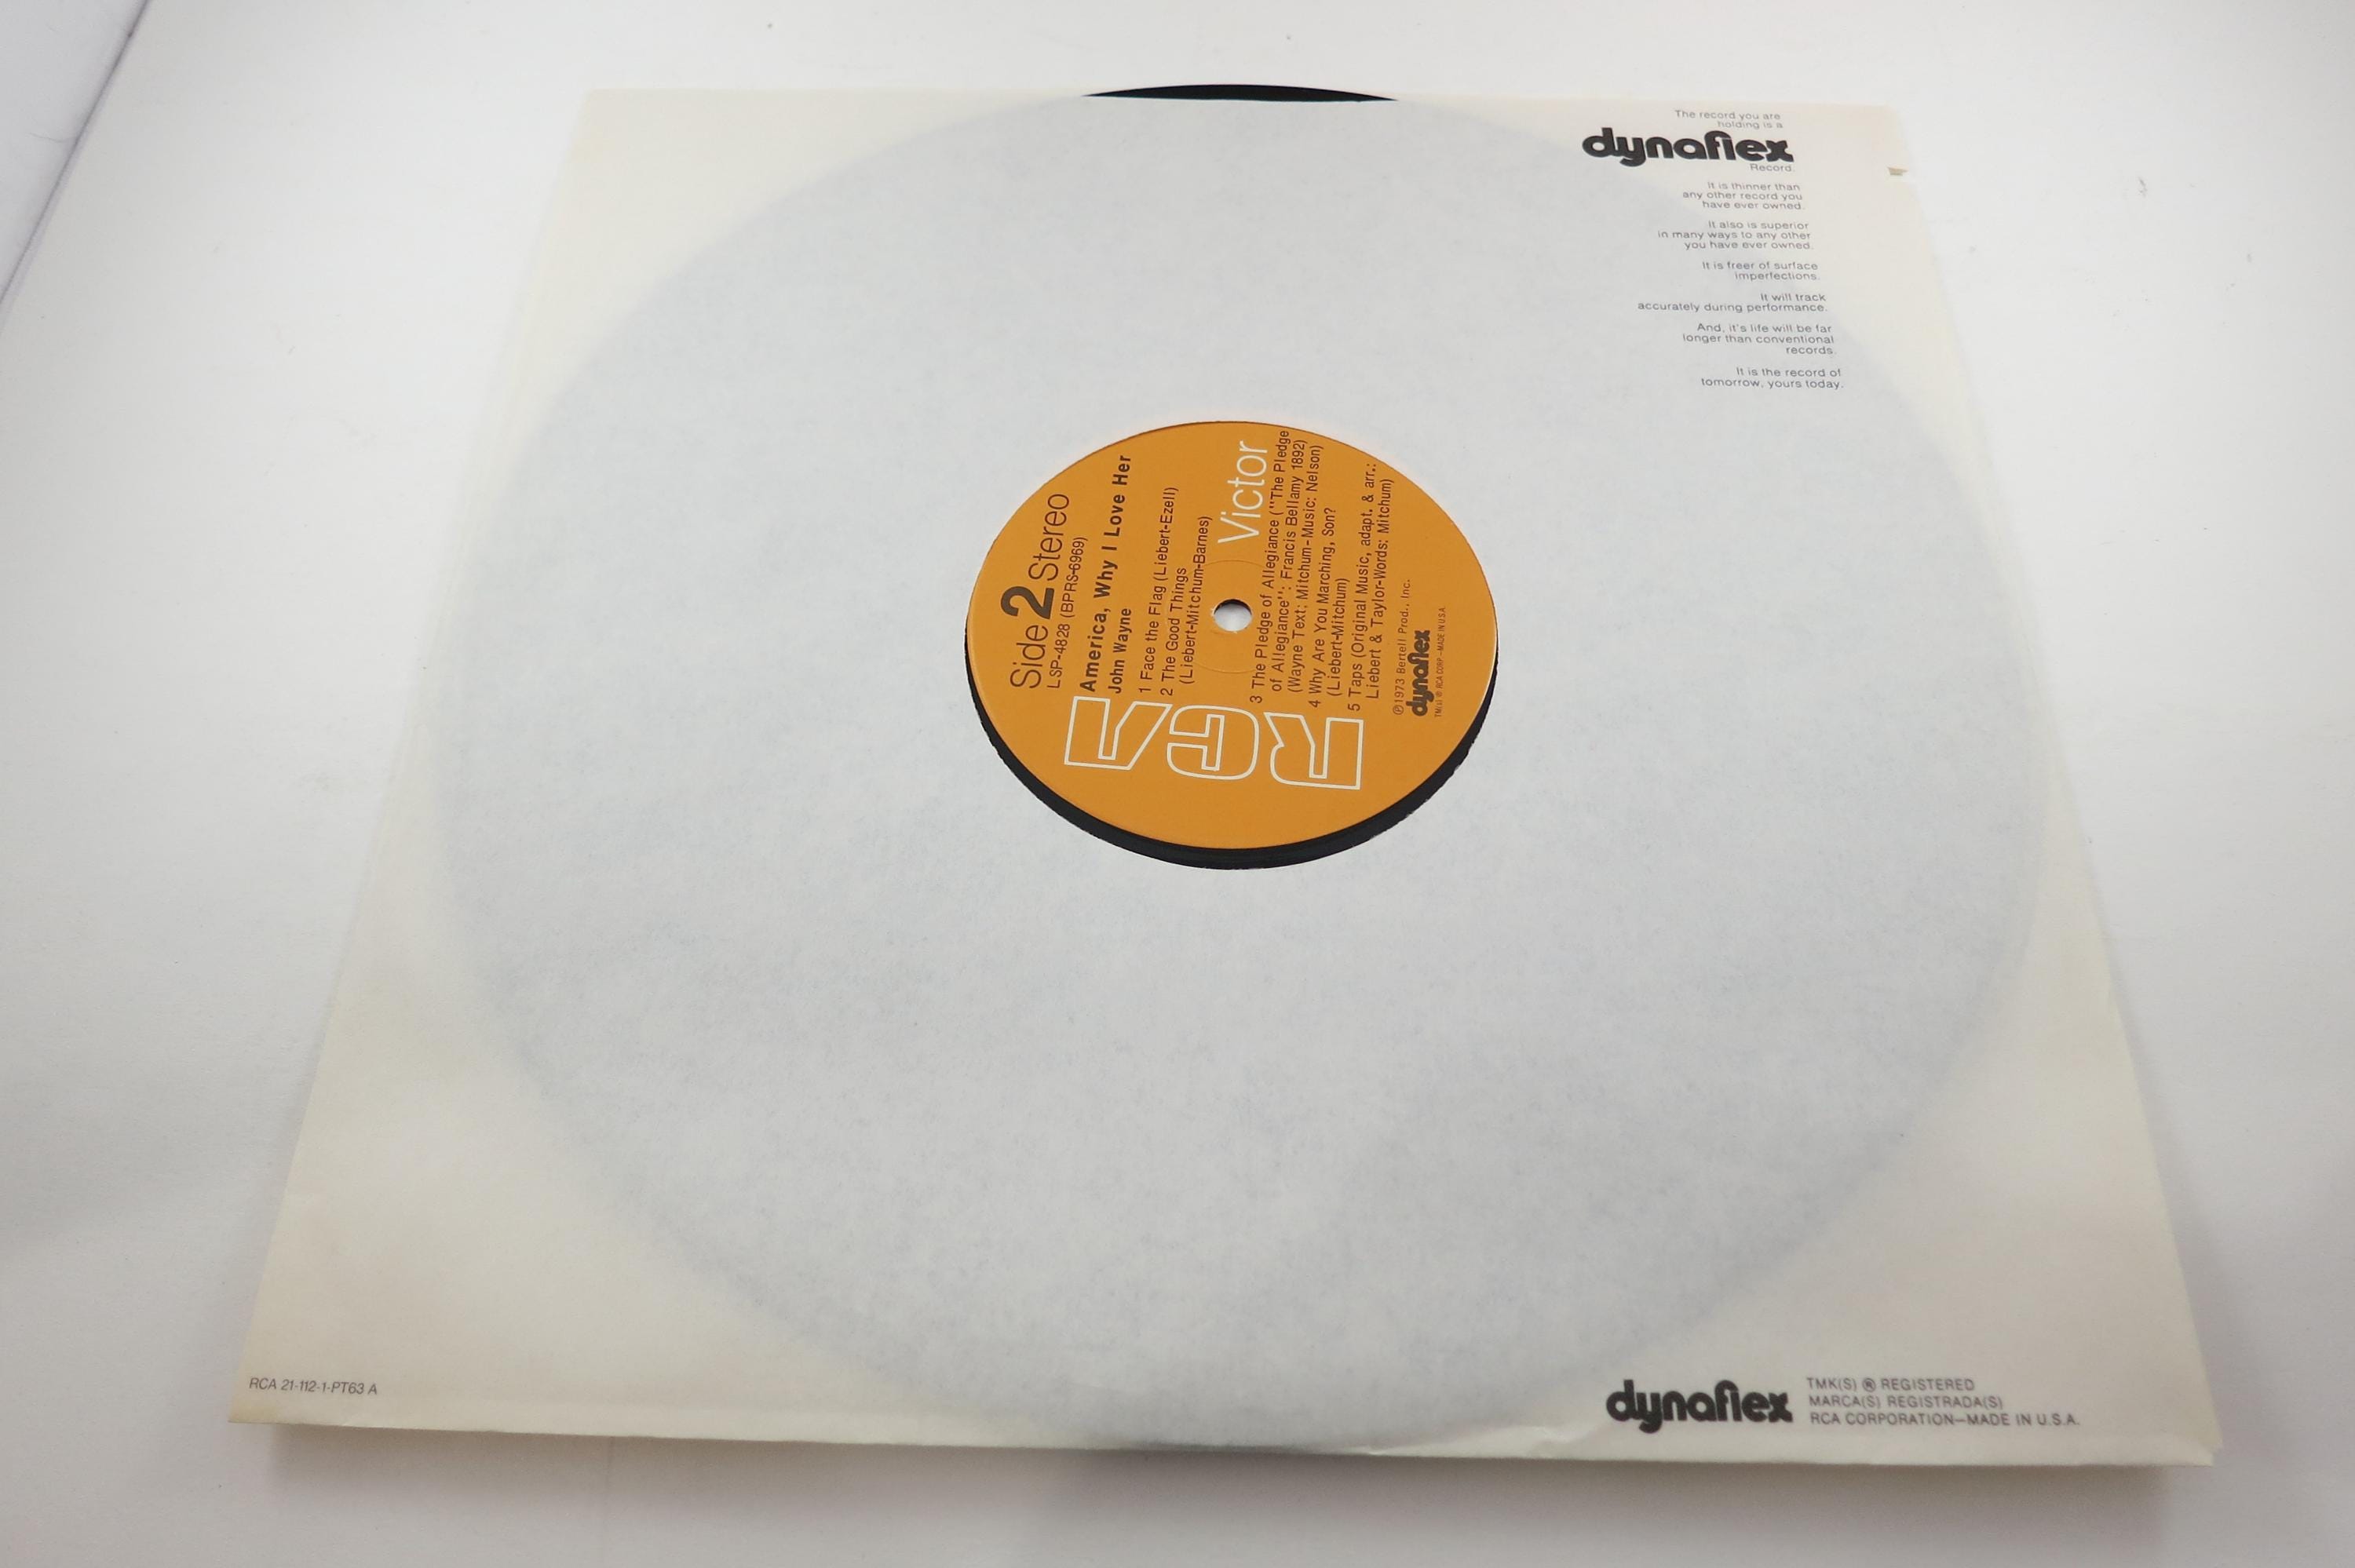 The record you are
holding is a
dynaflex
Record.
It is thinner than
any other record you
have ever owned.
It also is superior
in many ways to any other
you have ever owned.
It is freer of surface
imperfections.
It will track
accurately during performance.
And, it's life will be far
longer than conventional
records.
It is the record of
tomorrow, yours today.
Side 2 Stereo
LSP-4828 (BPRS-6969)
America, Why I Love Her
John Wayne
1 Face the Flag (Liebert-Ezell)
2 The Good Things
(Liebert-Mitchum-Barnes)
RCA Victor
3 The Pledge of Allegiance ("The Pledge
of Allegiance": Francis Bellamy 1892)
(Wayne Text: Mitchum-Music: Nelson)
4 Why Are You Marching, Son?
(Liebert-Mitchum)
5 Taps (Original Music, adapt. & arr.:
Liebert & Taylor-Words: Mitchum)
℗1973 Bertell Prod., Inc.
dynaflex
TMK(s) ® RCA CORP.-MADE IN U.S.A.
RCA 21-112-1-PT63 A
dynaflex
TMK(S) ® REGISTERED
MARCA(S) REGISTRADA(S)
RCA CORPORATION—MADE IN U.S.A.